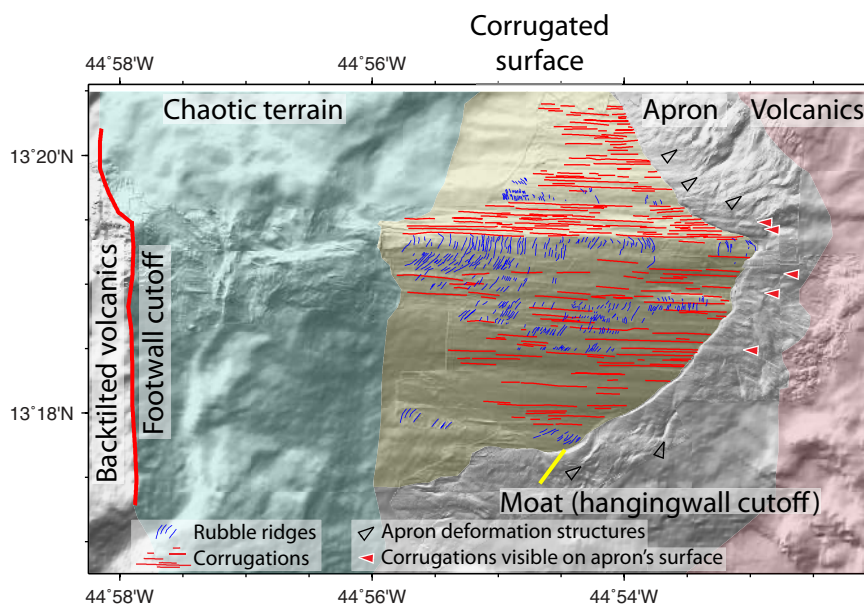 Corrugated
surface
44˚58'W
44˚56'W
Chaotic terrain
Apron
Volcanics
13˚20'N
Backtilted volcanics
Footwall cutoff
13˚18'N
Moat (hangingwall cutoff)
Rubble ridges
Apron deformation structures
Corrugations
Corrugations visible on apron's surface
44˚58'W
44˚56'W
44˚54'W